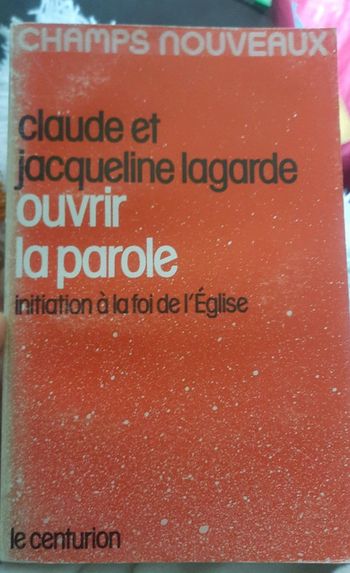 CHAMPS NOUVEAUX
claude et
jacqueline lagarde
ouvrir
la parole
initiation à la foi de l'Église
le centurion